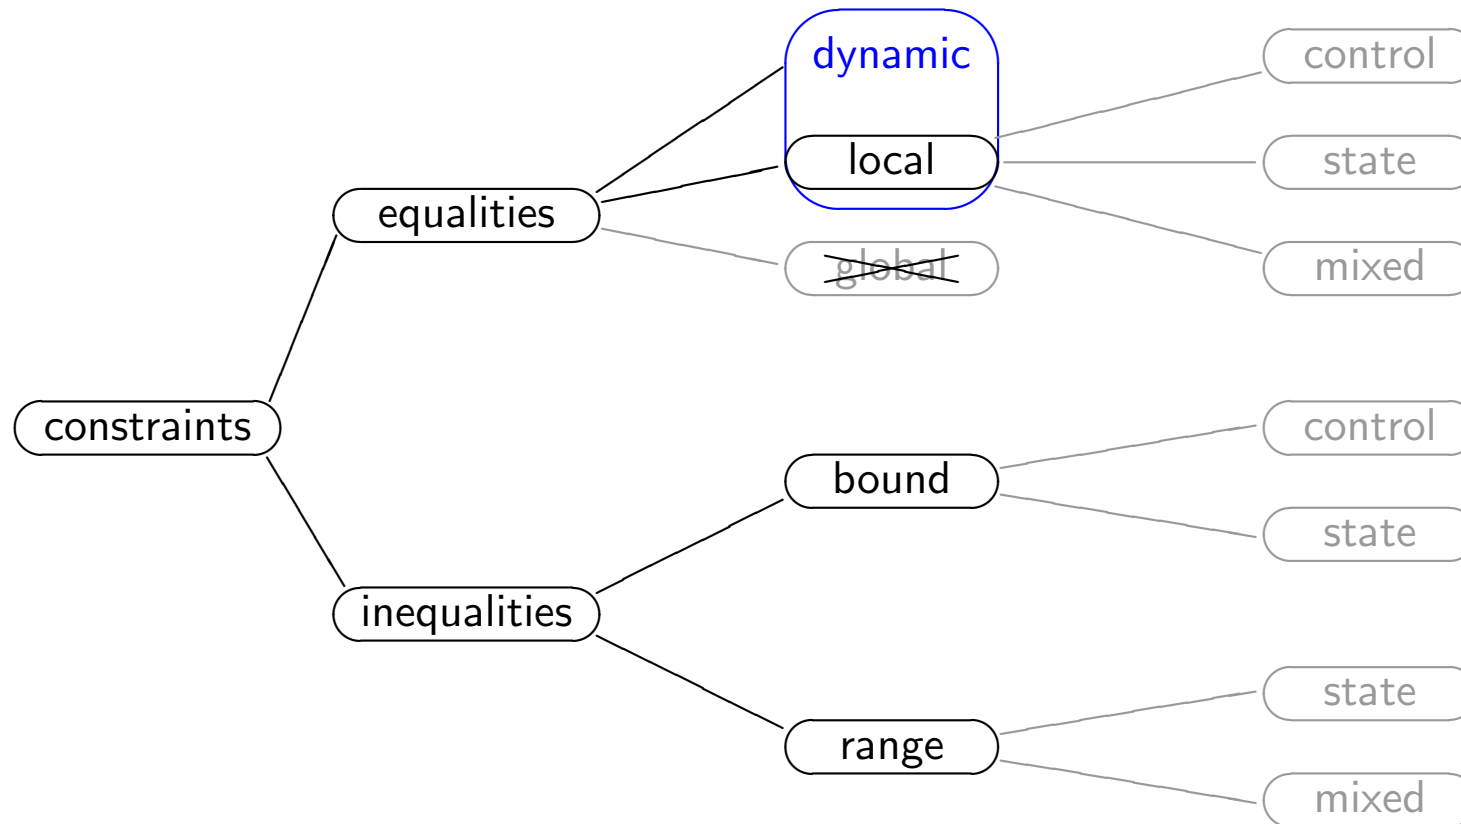 constraints
equalities
dynamic
local
global
control
state
mixed
inequalities
bound
control
state
range
state
mixed